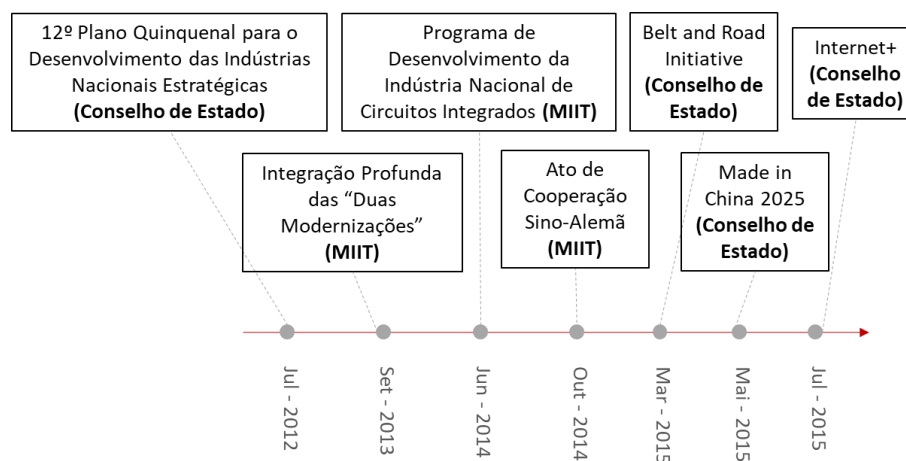 12º Plano Quinquenal para o
Desenvolvimento das Indústrias
Nacionais Estratégicas
(Conselho de Estado)
Programa de
Desenvolvimento da
Indústria Nacional de
Circuitos Integrados (MIIT)
Belt and Road
Initiative
(Conselho de
Estado)
Internet+
(Conselho
de Estado)
Integração Profunda
das “Duas
Modernizações”
(MIIT)
Ato de
Cooperação
Sino-Alemã
(MIIT)
Made in
China 2025
(Conselho de
Estado)
Jul - 2012
Set - 2013
Jun - 2014
Out - 2014
Mar - 2015
Mai - 2015
Jul - 2015